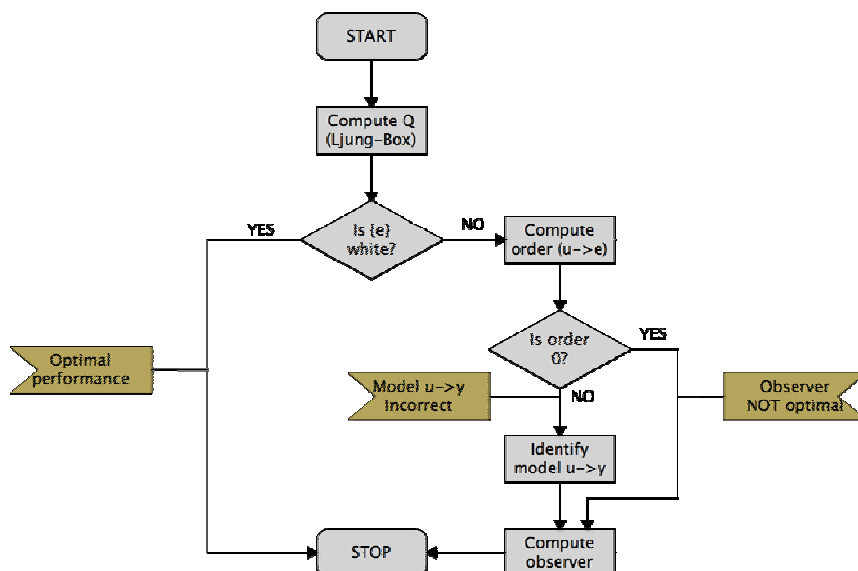 START
Compute Q
(Ljung-Box)
Is {e}
white?
YES
NO
Compute
order (u->e)
Is order
0?
YES
NO
Optimal
performance
Model u->y
Incorrect
Observer
NOT optimal
Identify
model u->y
STOP
Compute
observer